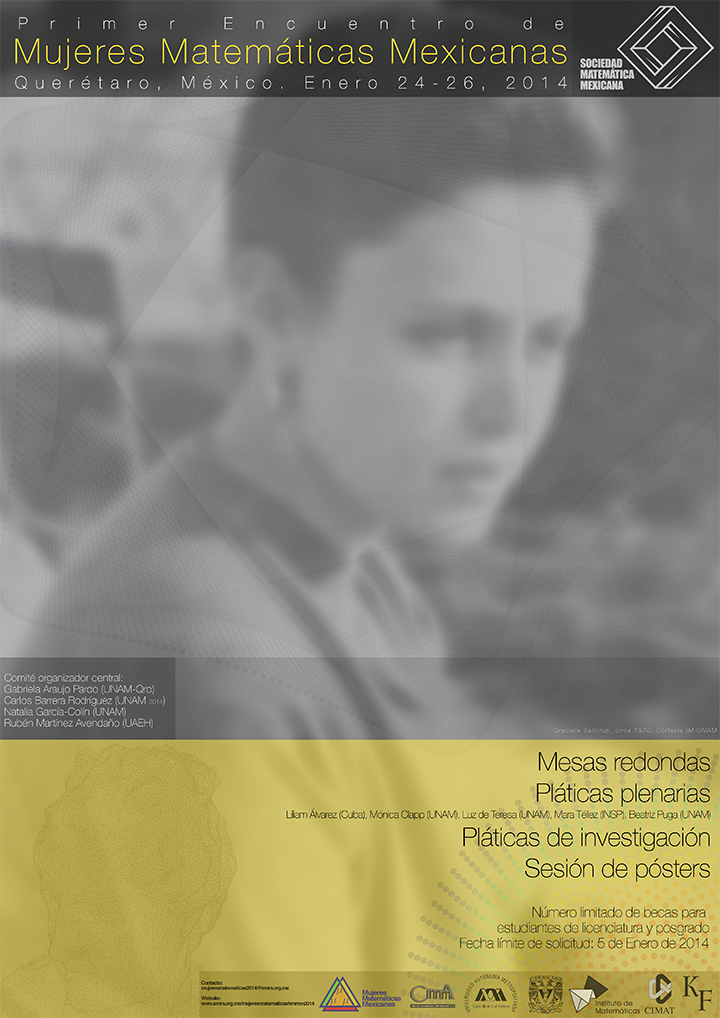 Primer Encuentro de
Mujeres Matemáticas Mexicanas
Querétaro, México. Enero 24-26, 2014
SOCIEDAD
MATEMÁTICA
MEXICANA
Comité organizador central:
Gabriela Araujo Pardo (UNAM-Qro)
Carlos Barrera Rodríguez (UNAM 2014)
Natalia García-Colín (UNAM)
Rubén Martínez Avendaño (UAEH)
Graciela Salicrup, circa 1970. Cortesía IM-UNAM
Mesas redondas
Pláticas plenarias
Liliam Álvarez (Cuba), Mónica Clapp (UNAM), Luz de Teresa (UNAM), Mara Téllez (INSP), Beatriz Puga (UNAM)
Pláticas de investigación
Sesión de pósters
Número limitado de becas para
estudiantes de licenciatura y posgrado
Fecha límite de solicitud: 5 de Enero de 2014
Contacto:
Website:
Mujeres
Matemáticas
Mexicanas
UNIVERSIDAD AUTONOMA METROPOLITANA
Instituto de
Matemáticas
CIMAT
KF